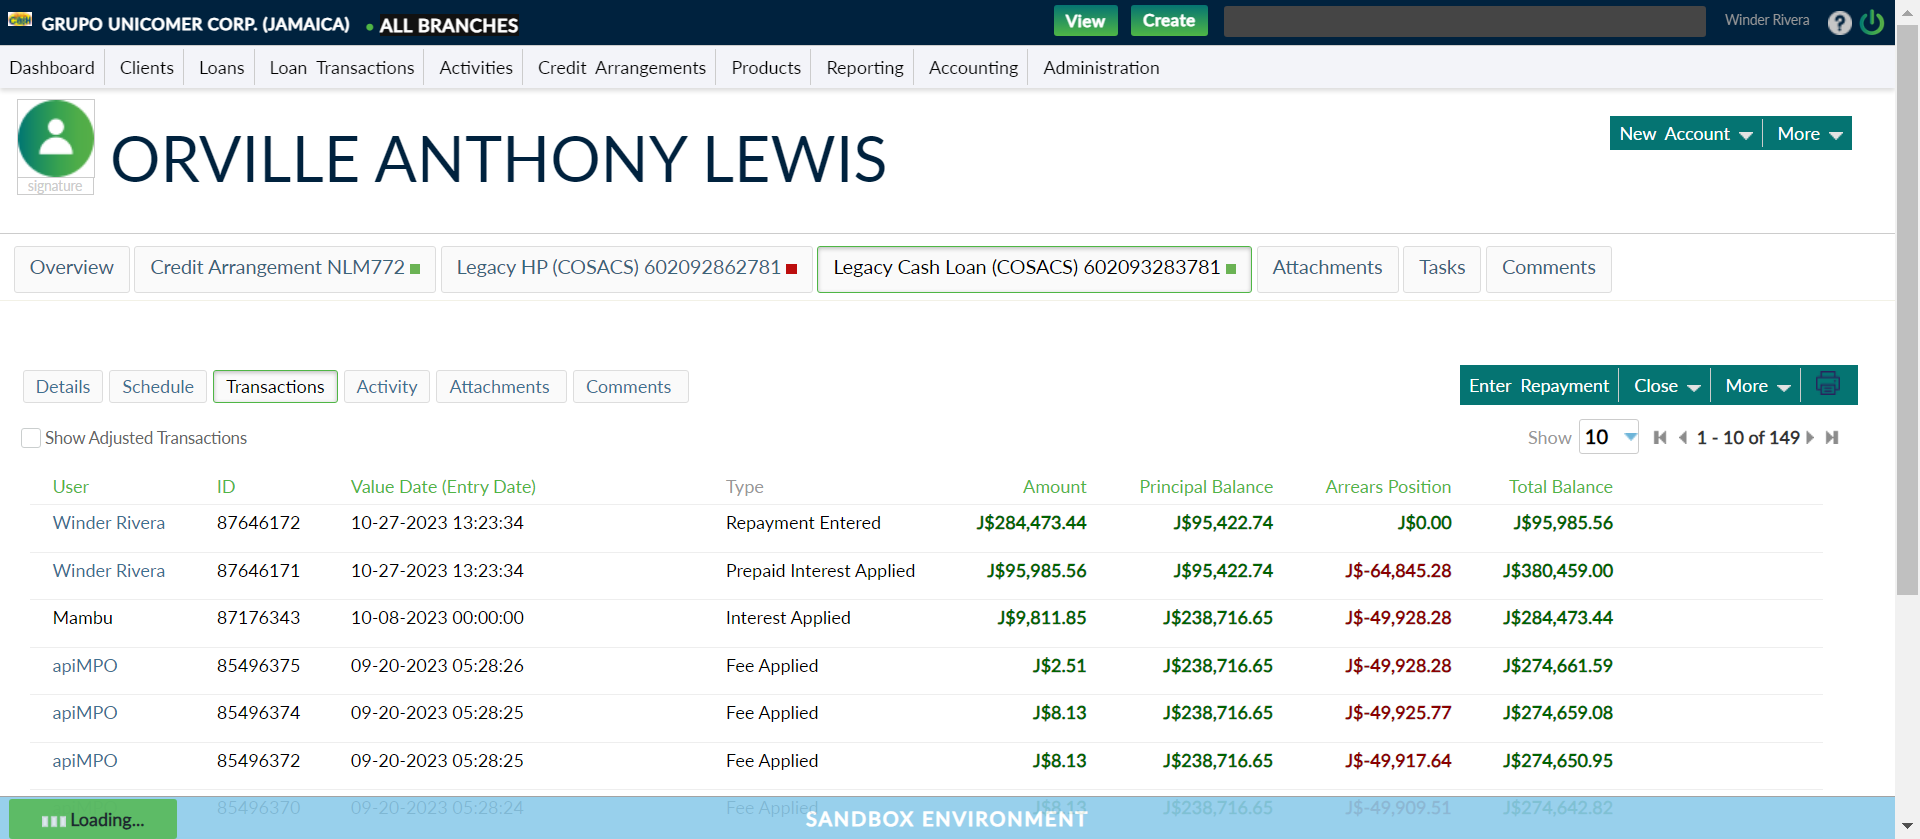 Cash GRUPO UNICOMER CORP. (JAMAICA) • ALL BRANCHES View Create Winder Rivera ?
Dashboard Clients Loans Loan Transactions Activities Credit Arrangements Products Reporting Accounting Administration
signature ORVILLE ANTHONY LEWIS New Account More
Overview Credit Arrangement NLM772 Legacy HP (COSACS) 602092862781 Legacy Cash Loan (COSACS) 602093283781 Attachments Tasks Comments
Details Schedule Transactions Activity Attachments Comments Enter Repayment Close More
Show Adjusted Transactions Show 10 1 - 10 of 149
User ID Value Date (Entry Date) Type Amount Principal Balance Arrears Position Total Balance
Winder Rivera 87646172 10-27-2023 13:23:34 Repayment Entered J$284,473.44 J$95,422.74 J$0.00 J$95,985.56
Winder Rivera 87646171 10-27-2023 13:23:34 Prepaid Interest Applied J$95,985.56 J$95,422.74 J$-64,845.28 J$380,459.00
Mambu 87176343 10-08-2023 00:00:00 Interest Applied J$9,811.85 J$238,716.65 J$-49,928.28 J$284,473.44
apiMPO 85496375 09-20-2023 05:28:26 Fee Applied J$2.51 J$238,716.65 J$-49,928.28 J$274,661.59
apiMPO 85496374 09-20-2023 05:28:25 Fee Applied J$8.13 J$238,716.65 J$-49,925.77 J$274,659.08
apiMPO 85496372 09-20-2023 05:28:25 Fee Applied J$8.13 J$238,716.65 J$-49,917.64 J$274,650.95
85496370 09-20-2023 05:28:24 Fee Applied J$8.13 J$238,716.65 J$-49,909.51 J$274,642.82
Loading... SANDBOX ENVIRONMENT